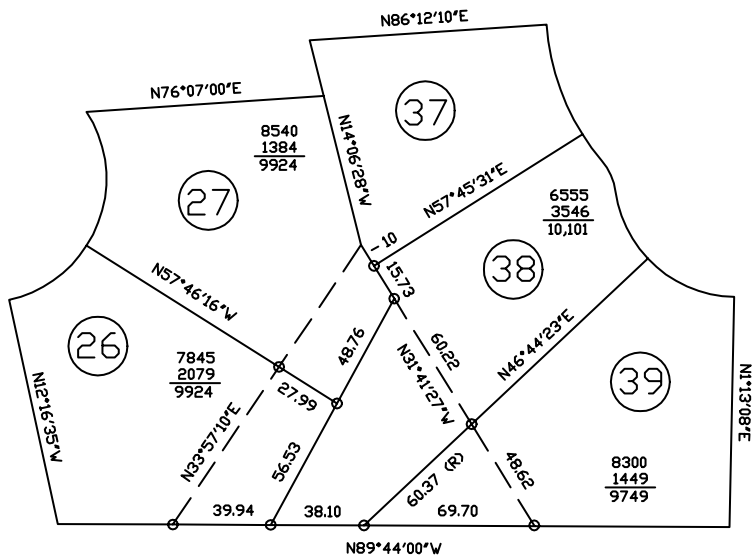 N86°12'10"E
N76°07'00"E
37
8540
1384
9924
N14°06'28"W
27
N57°45'31"E
6555
3546
10,101
10
15.73
38
N57°46'16"W
26
7845
2079
9924
48.76
60.22
N46°44'23"E
N31°41'27"W
27.99
39
N12°16'35"W
N33°57'10"E
N1°13'08"E
56.53
60.37 (R)
48.62
8300
1449
9749
39.94
38.10
69.70
N89°44'00"W